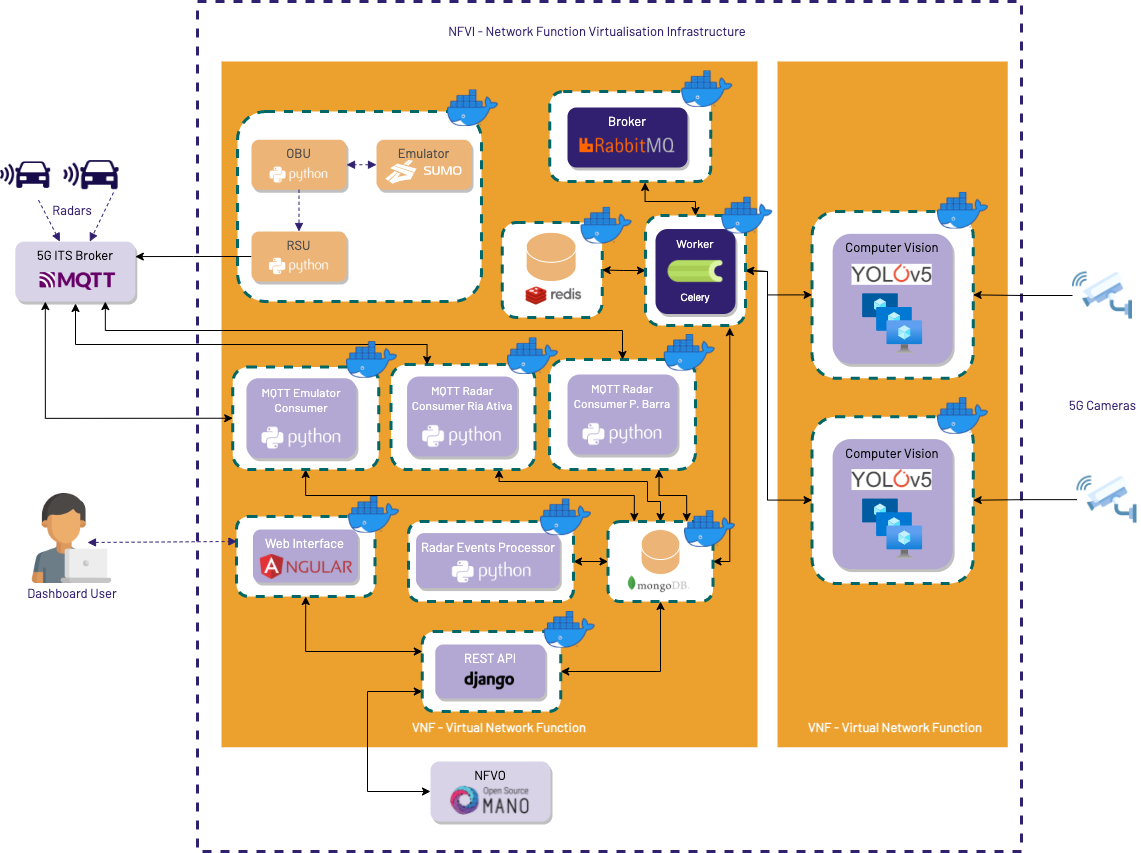 NFVI - Network Function Virtualisation Infrastructure
Broker
RabbitMQ
OBU
python
Emulator
SUMO
RSU
python
Radars
5G ITS Broker
MQTT
redis
Worker
Celery
Computer Vision
YOLOv5
MQTT Emulator
Consumer
python
MQTT Radar
Consumer Ria Ativa
python
MQTT Radar
Consumer P. Barra
python
5G Cameras
Computer Vision
YOLOv5
Web Interface
ANGULAR
Radar Events Processor
python
mongoDB.
Dashboard User
REST API
django
VNF - Virtual Network Function
VNF - Virtual Network Function
NFVO
Open Source
MANO